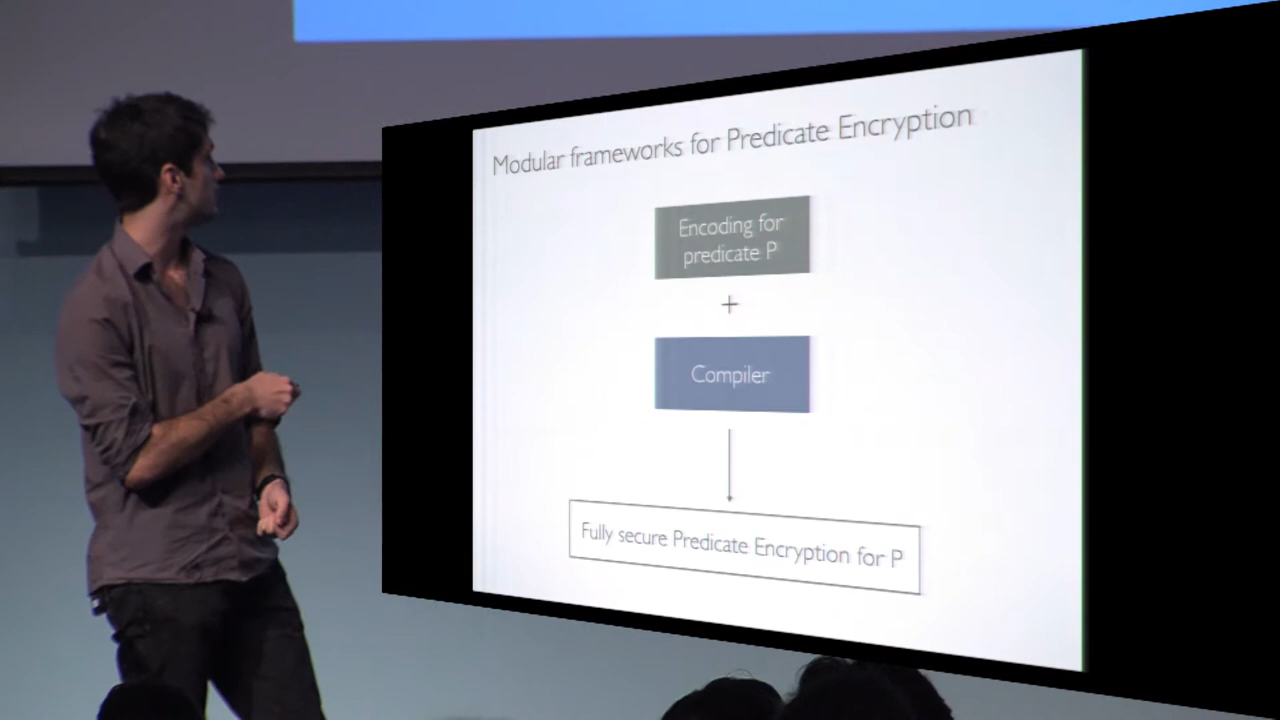 Modular frameworks for Predicate Encryption
Encoding for
predicate P
+
Compiler
Fully secure Predicate Encryption for P